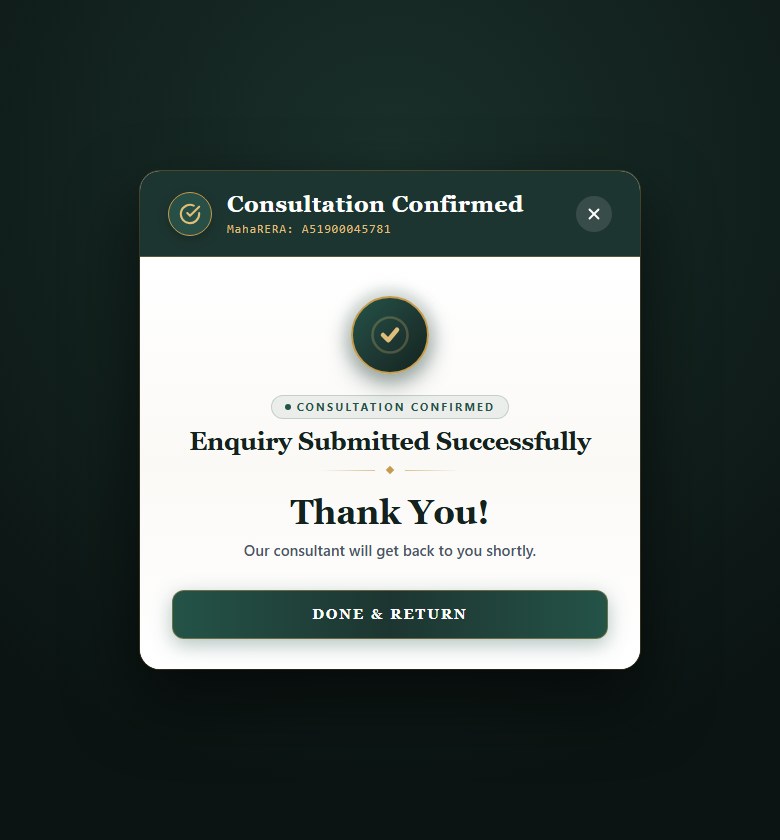 Consultation Confirmed
MahaRERA: A51900045781
CONSULTATION CONFIRMED
Enquiry Submitted Successfully
Thank You!
Our consultant will get back to you shortly.
DONE & RETURN